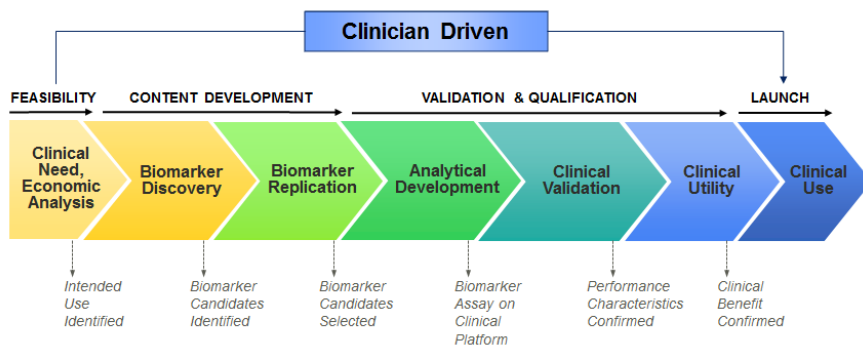 Clinician Driven
FEASIBILITY
CONTENT DEVELOPMENT
VALIDATION & QUALIFICATION
LAUNCH
Clinical
Need,
Economic
Analysis
Biomarker
Discovery
Biomarker
Replication
Analytical
Development
Clinical
Validation
Clinical
Utility
Clinical
Use
Intended
Use
Identified
Biomarker
Candidates
Identified
Biomarker
Candidates
Selected
Biomarker
Assay on
Clinical
Platform
Performance
Characteristics
Confirmed
Clinical
Benefit
Confirmed